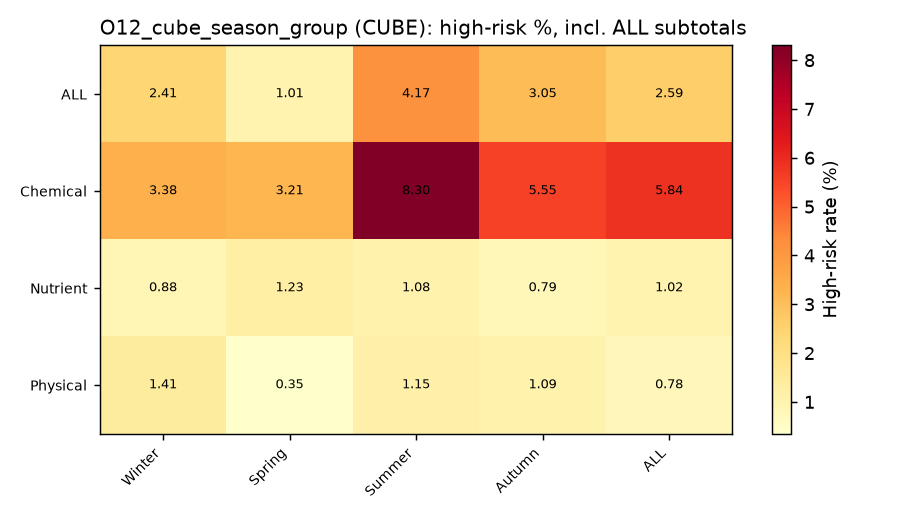 O12_cube_season_group (CUBE): high-risk %, incl. ALL subtotals
ALL 2.41 1.01 4.17 3.05 2.59
Chemical 3.38 3.21 8.30 5.55 5.84
Nutrient 0.88 1.23 1.08 0.79 1.02
Physical 1.41 0.35 1.15 1.09 0.78
Winter Spring Summer Autumn ALL
8
7
6
5
4
3
2
1
High-risk rate (%)